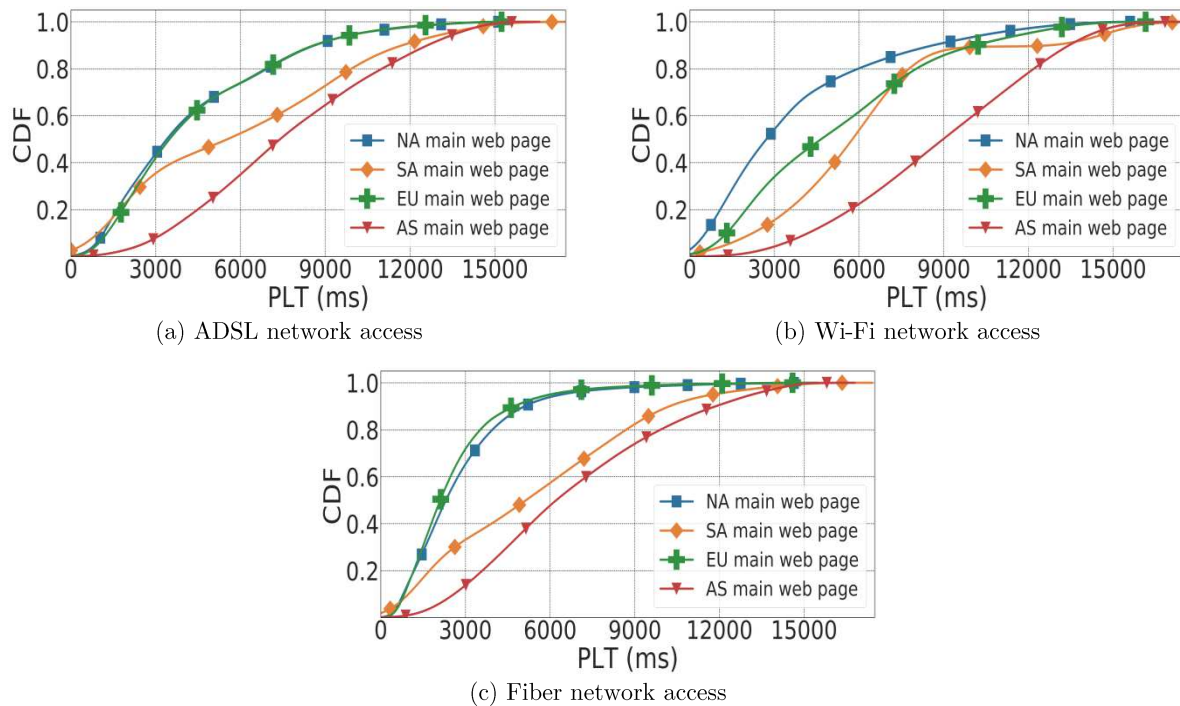 1.0
0.8
0.6
0.4
0.2
CDF
NA main web page
SA main web page
EU main web page
AS main web page
0 3000 6000 9000 12000 15000
PLT (ms)
(a) ADSL network access
1.0
0.8
0.6
0.4
0.2
CDF
NA main web page
SA main web page
EU main web page
AS main web page
0 3000 6000 9000 12000 15000
PLT (ms)
(b) Wi-Fi network access
1.0
0.8
0.6
0.4
0.2
CDF
NA main web page
SA main web page
EU main web page
AS main web page
0 3000 6000 9000 12000 15000
PLT (ms)
(c) Fiber network access